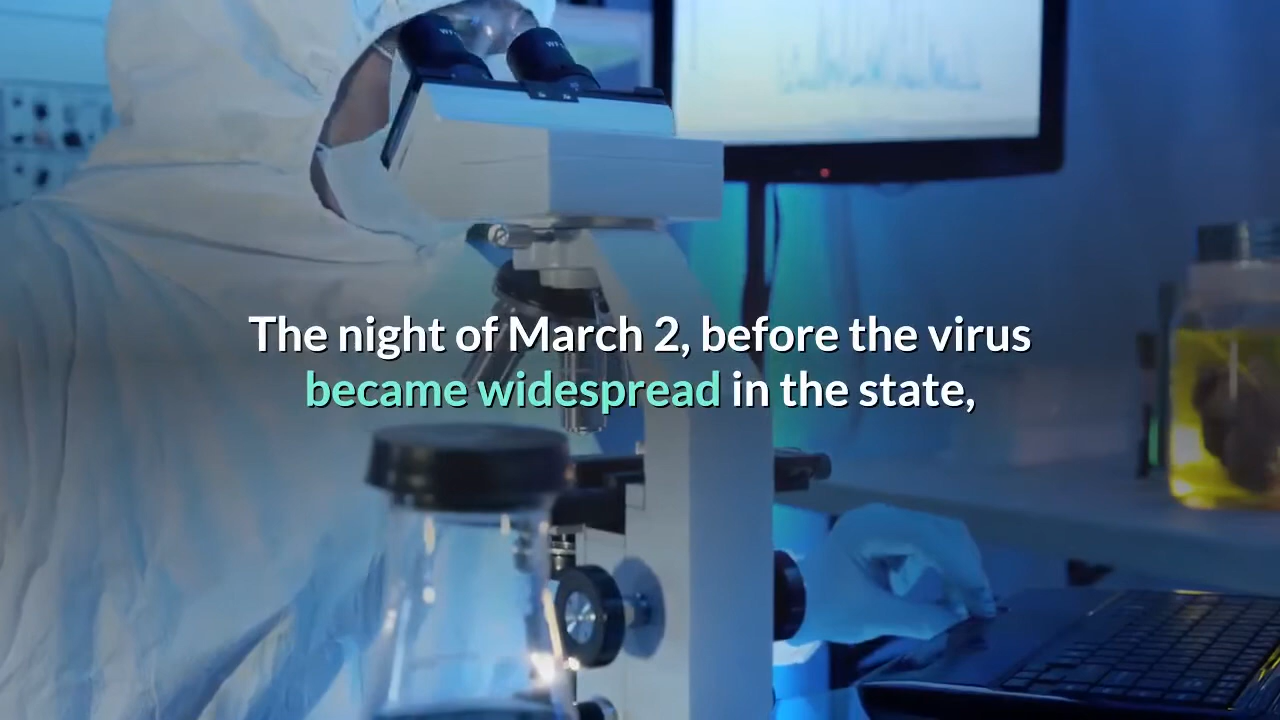 The night of March 2, before the virus
became widespread in the state,